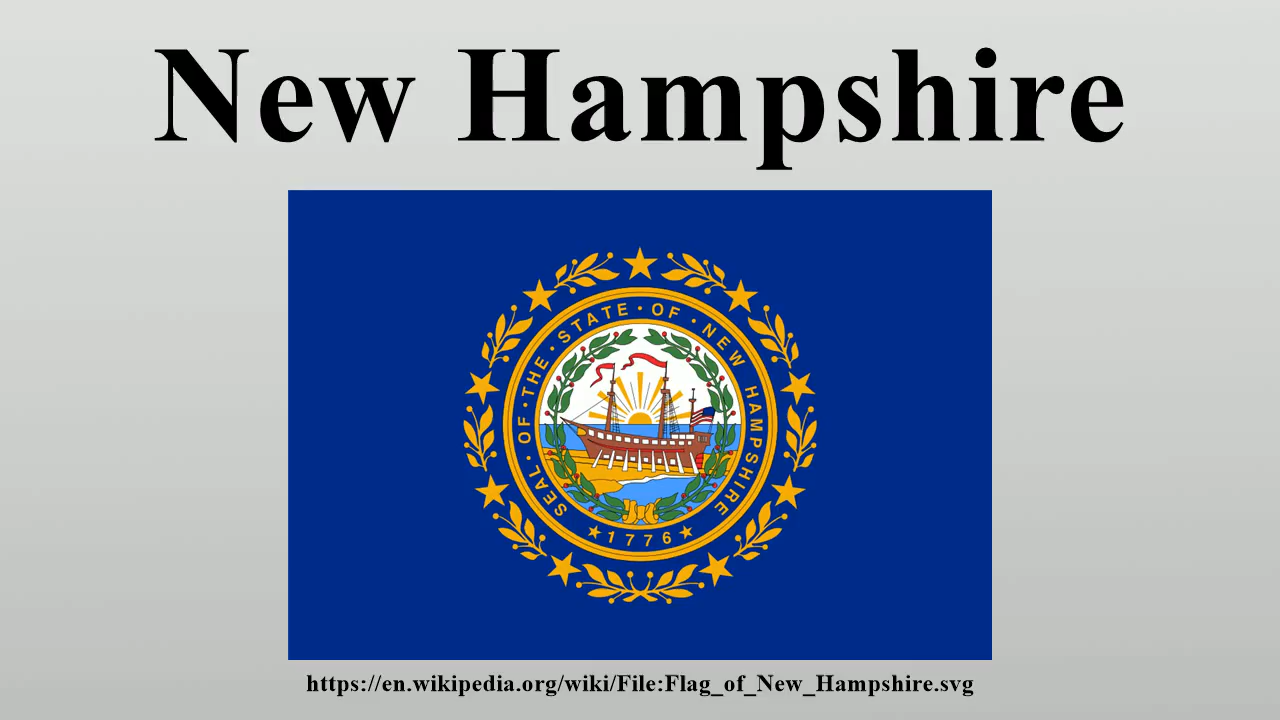 New Hampshire
SEAL · OF · THE · STATE · OF · NEW HAMPSHIRE
1776
https://en.wikipedia.org/wiki/File:Flag_of_New_Hampshire.svg